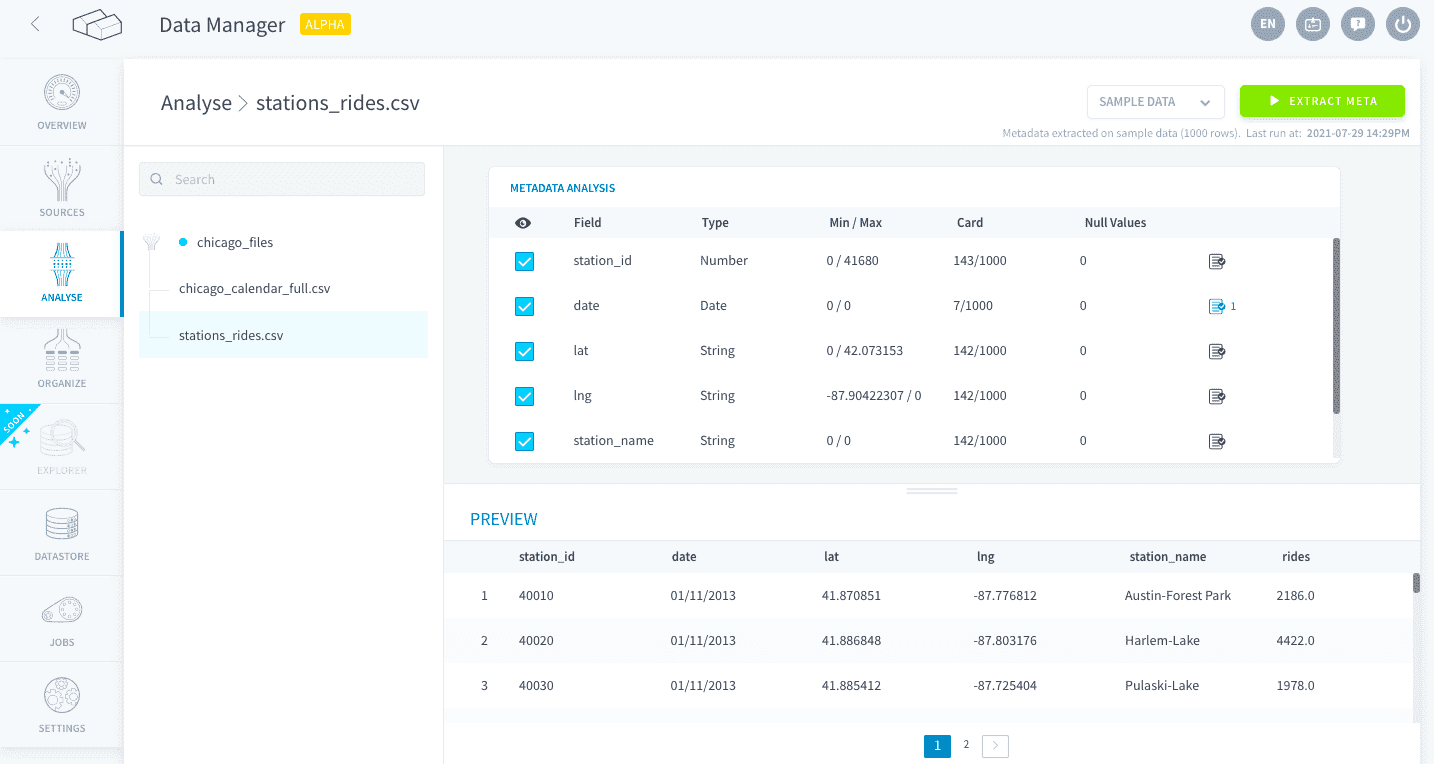 Data Manager ALPHA EN
OVERVIEW
SOURCES
ANALYSE
ORGANIZE
SOON
EXPLORER
DATASTORE
JOBS
SETTINGS
Analyse > stations_rides.csv
SAMPLE DATA
EXTRACT META
Metadata extracted on sample data (1000 rows). Last run at: 2021-07-29 14:29PM
Search
chicago_files
chicago_calendar_full.csv
stations_rides.csv
METADATA ANALYSIS
Field Type Min / Max Card Null Values
station_id Number 0 / 41680 143/1000 0
date Date 0 / 0 7/1000 0 1
lat String 0 / 42.073153 142/1000 0
lng String -87.90422307 / 0 142/1000 0
station_name String 0 / 0 142/1000 0
PREVIEW
station_id date lat lng station_name rides
1 40010 01/11/2013 41.870851 -87.776812 Austin-Forest Park 2186.0
2 40020 01/11/2013 41.886848 -87.803176 Harlem-Lake 4422.0
3 40030 01/11/2013 41.885412 -87.725404 Pulaski-Lake 1978.0
1 2 >